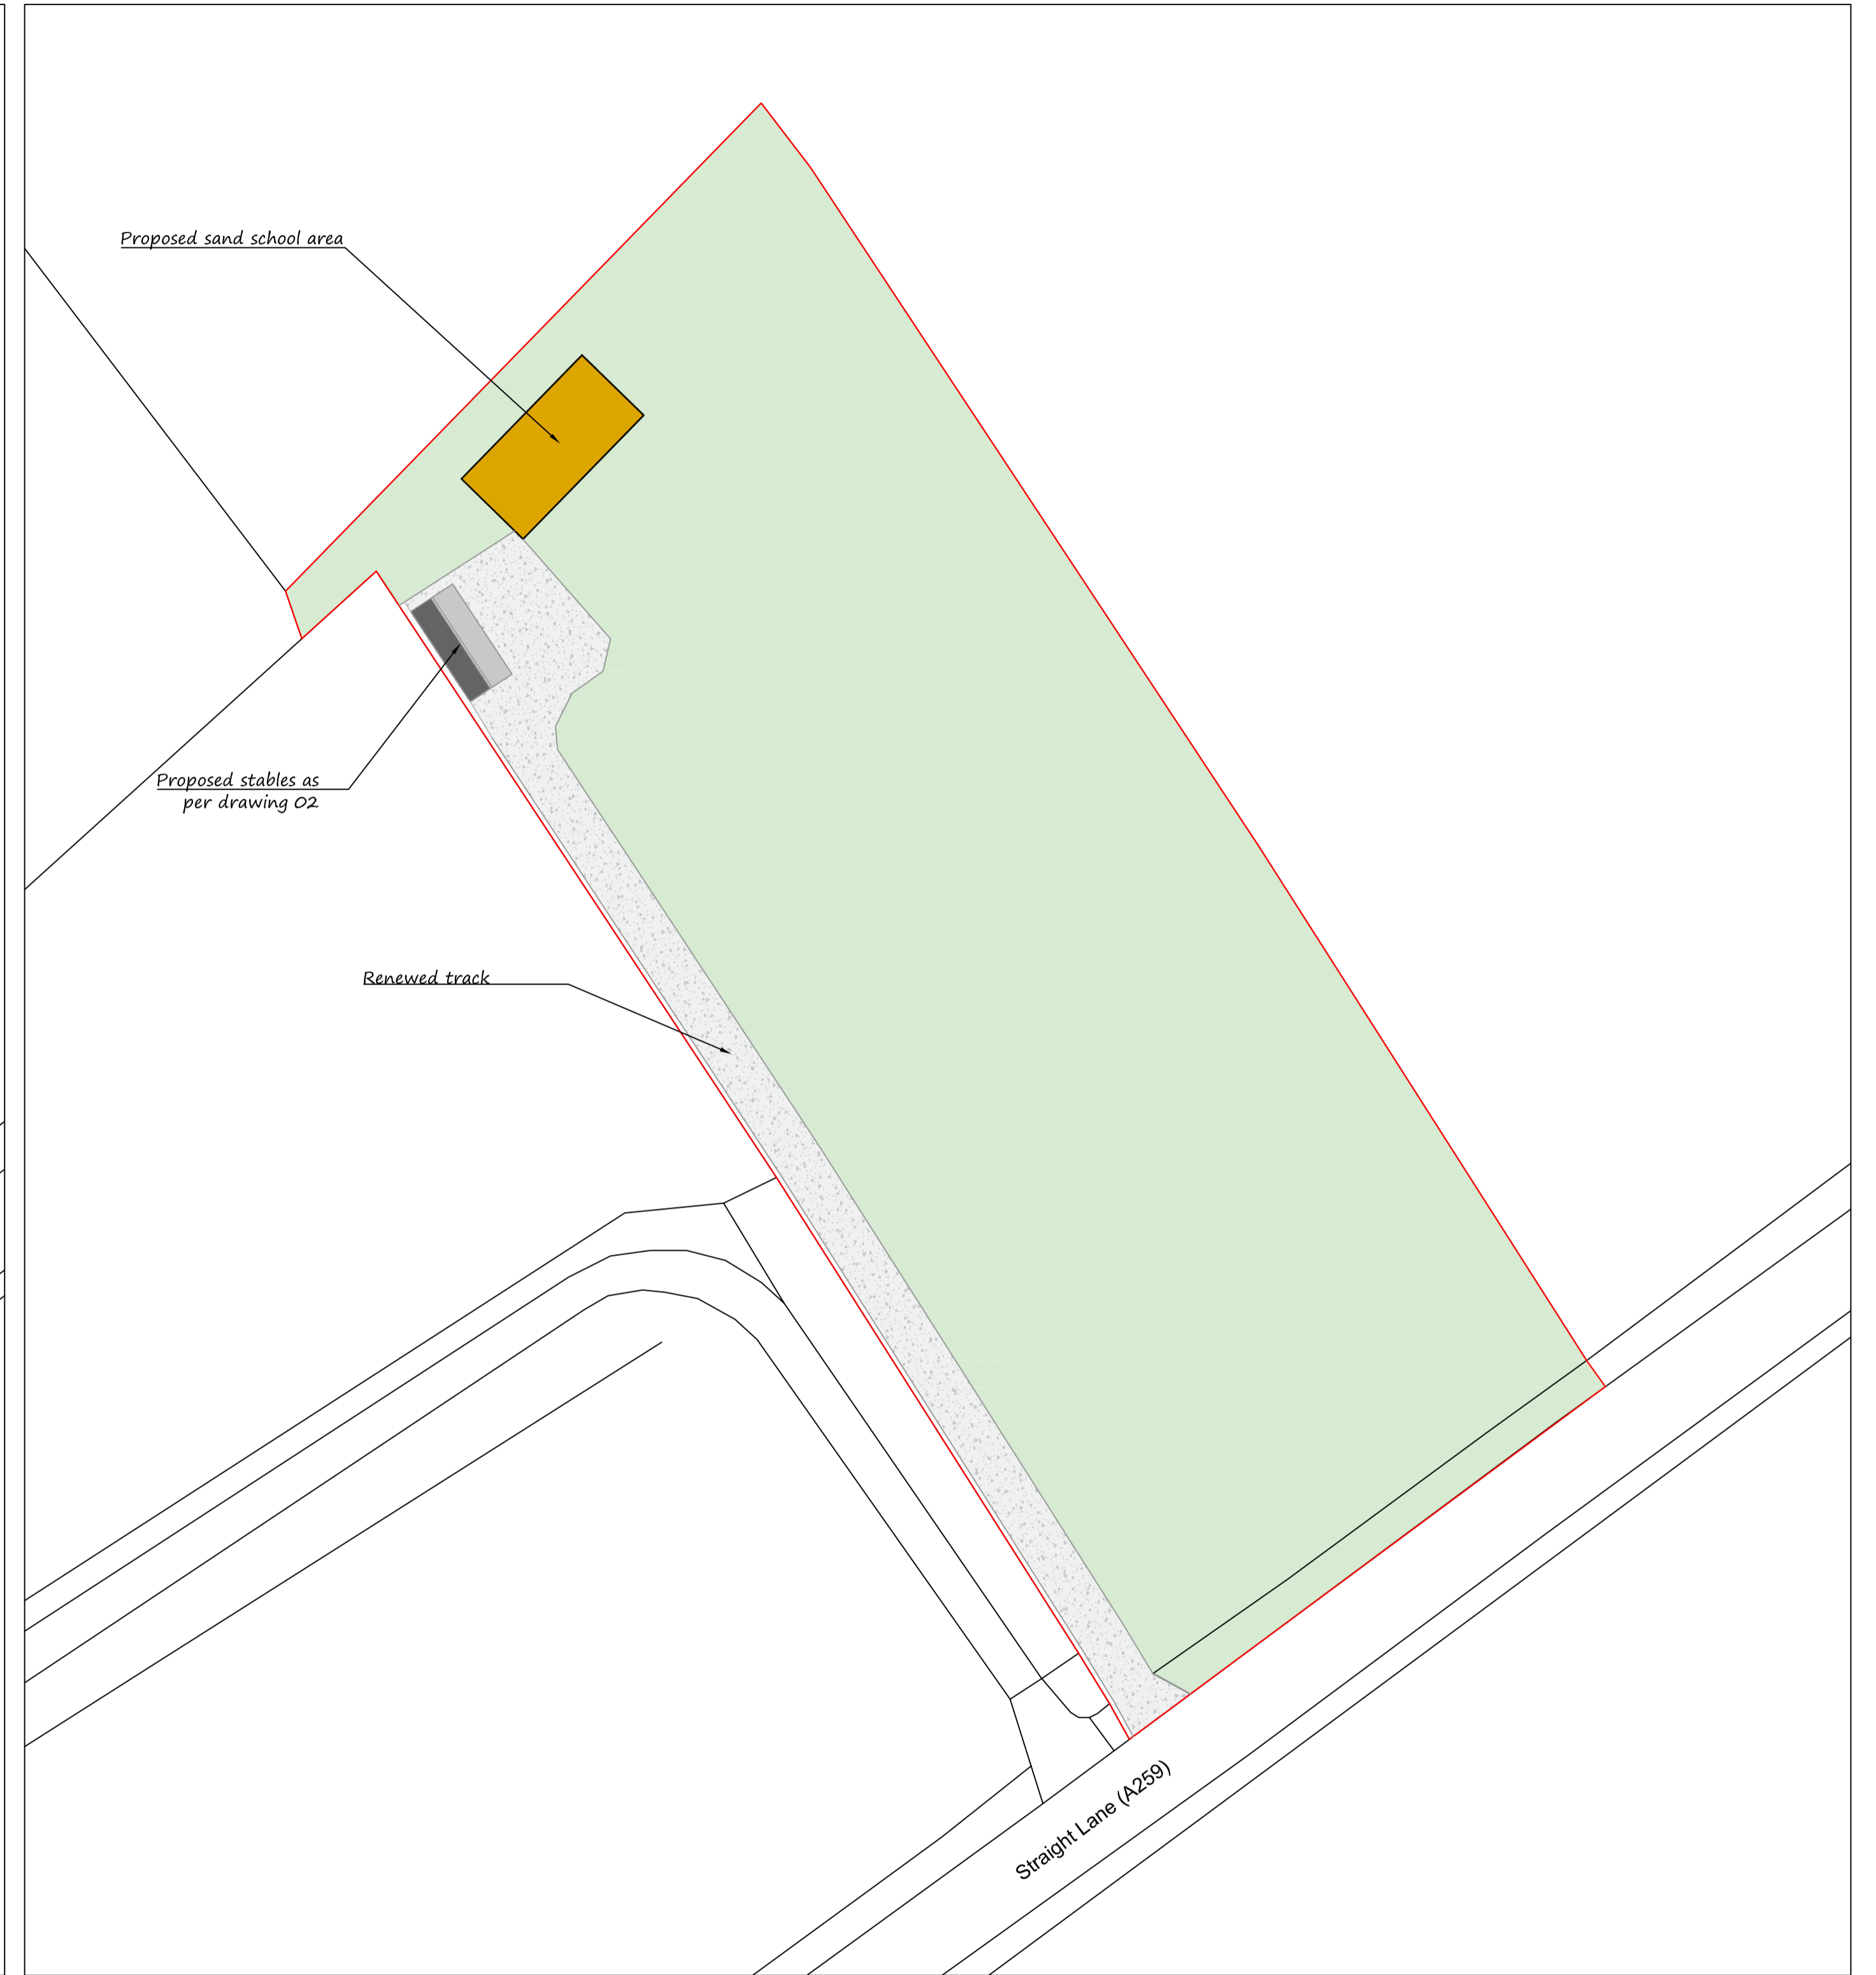 Proposed sand school area
Proposed stables as
per drawing 02
Renewed track
Straight Lane (A259)